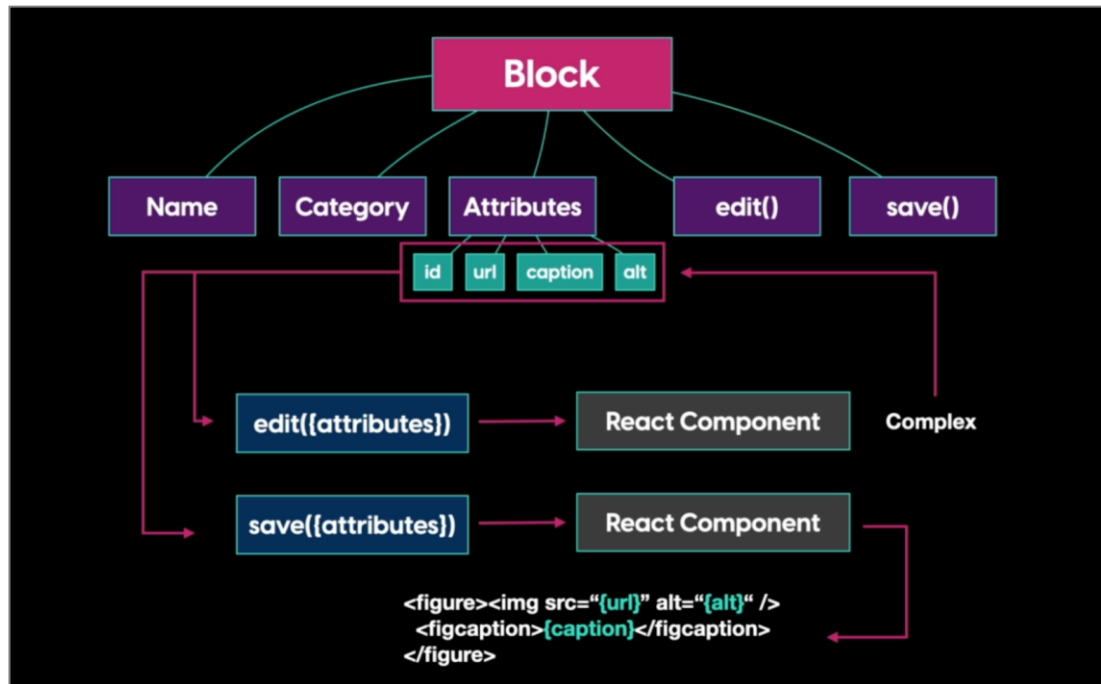 Block
Name
Category
Attributes
edit()
save()
id
url
caption
alt
edit({attributes})
React Component
Complex
save({attributes})
React Component
<figure><img src=“{url}” alt=“{alt}“ />
<figcaption>{caption}</figcaption>
</figure>